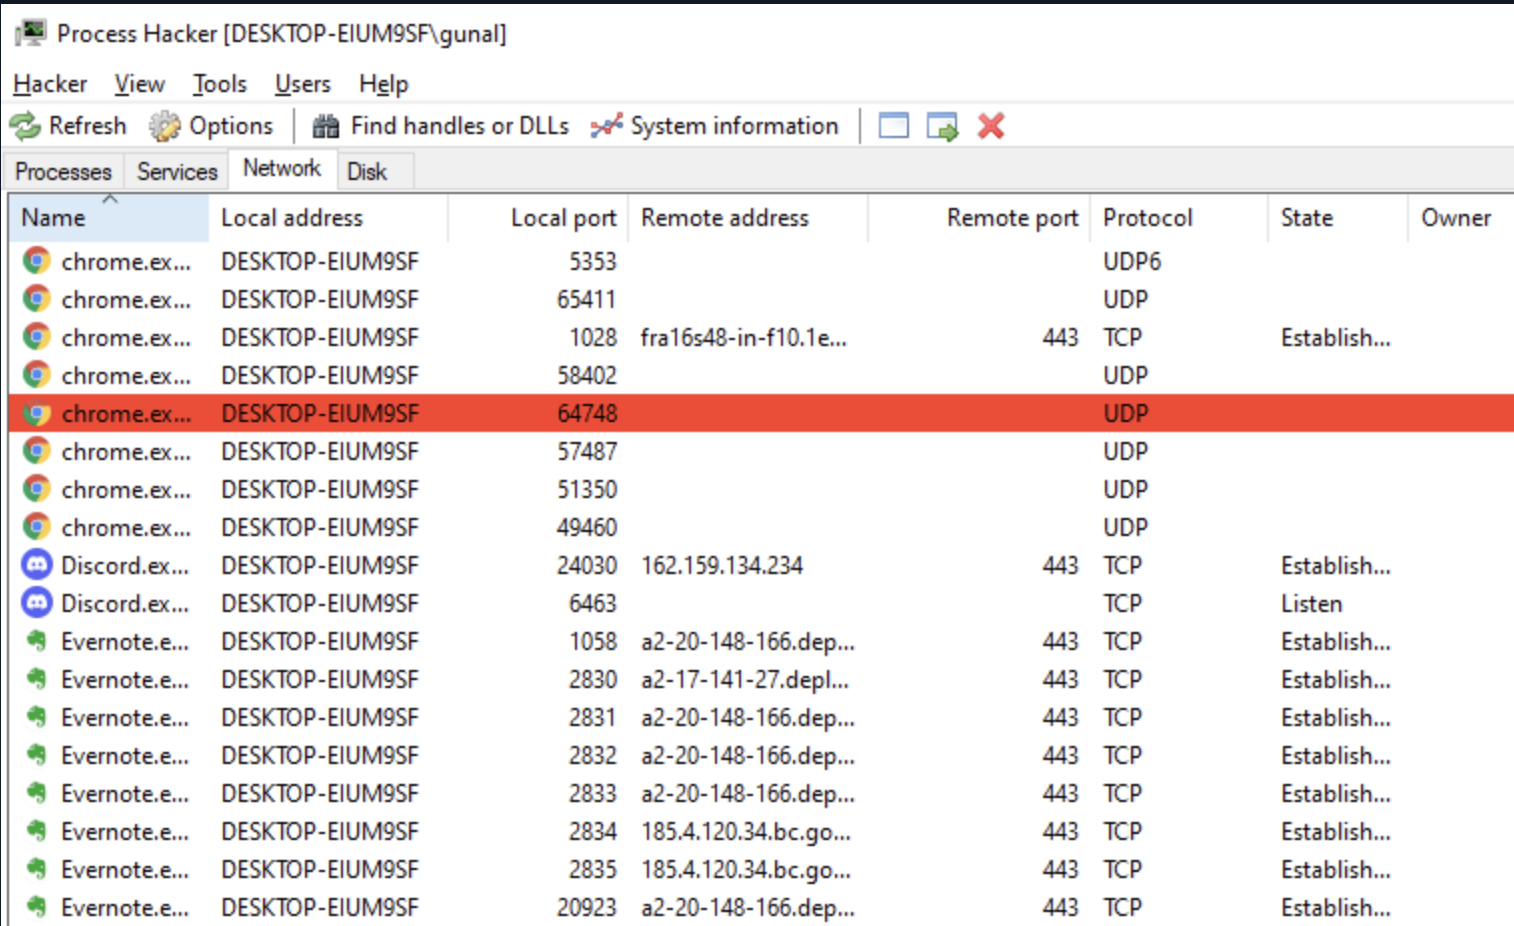 Process Hacker [DESKTOP-EIUM9SF\gunal]
Hacker View Tools Users Help
Refresh Options Find handles or DLLs System information
Processes Services Network Disk
Name Local address Local port Remote address Remote port Protocol State Owner
chrome.ex... DESKTOP-EIUM9SF 5353 UDP6
chrome.ex... DESKTOP-EIUM9SF 65411 UDP
chrome.ex... DESKTOP-EIUM9SF 1028 fra16s48-in-f10.1e... 443 TCP Establish...
chrome.ex... DESKTOP-EIUM9SF 58402 UDP
chrome.ex... DESKTOP-EIUM9SF 64748 UDP
chrome.ex... DESKTOP-EIUM9SF 57487 UDP
chrome.ex... DESKTOP-EIUM9SF 51350 UDP
chrome.ex... DESKTOP-EIUM9SF 49460 UDP
Discord.ex... DESKTOP-EIUM9SF 24030 162.159.134.234 443 TCP Establish...
Discord.ex... DESKTOP-EIUM9SF 6463 TCP Listen
Evernote.e... DESKTOP-EIUM9SF 1058 a2-20-148-166.dep... 443 TCP Establish...
Evernote.e... DESKTOP-EIUM9SF 2830 a2-17-141-27.depl... 443 TCP Establish...
Evernote.e... DESKTOP-EIUM9SF 2831 a2-20-148-166.dep... 443 TCP Establish...
Evernote.e... DESKTOP-EIUM9SF 2832 a2-20-148-166.dep... 443 TCP Establish...
Evernote.e... DESKTOP-EIUM9SF 2833 a2-20-148-166.dep... 443 TCP Establish...
Evernote.e... DESKTOP-EIUM9SF 2834 185.4.120.34.bc.go... 443 TCP Establish...
Evernote.e... DESKTOP-EIUM9SF 2835 185.4.120.34.bc.go... 443 TCP Establish...
Evernote.e... DESKTOP-EIUM9SF 20923 a2-20-148-166.dep... 443 TCP Establish...